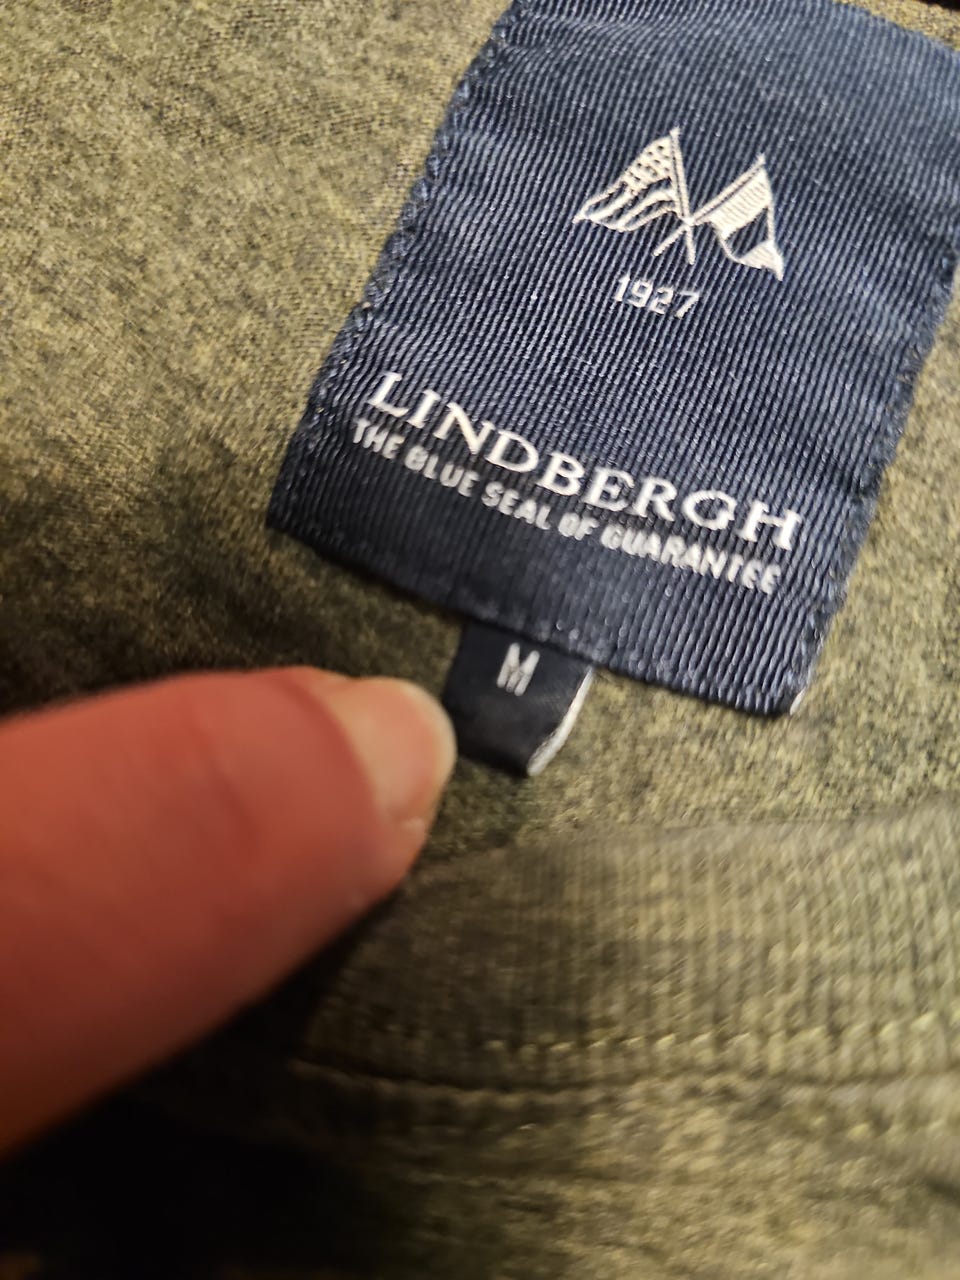 1927
LINDBERGH
THE BLUE SEAL OF GUARANTEE
M